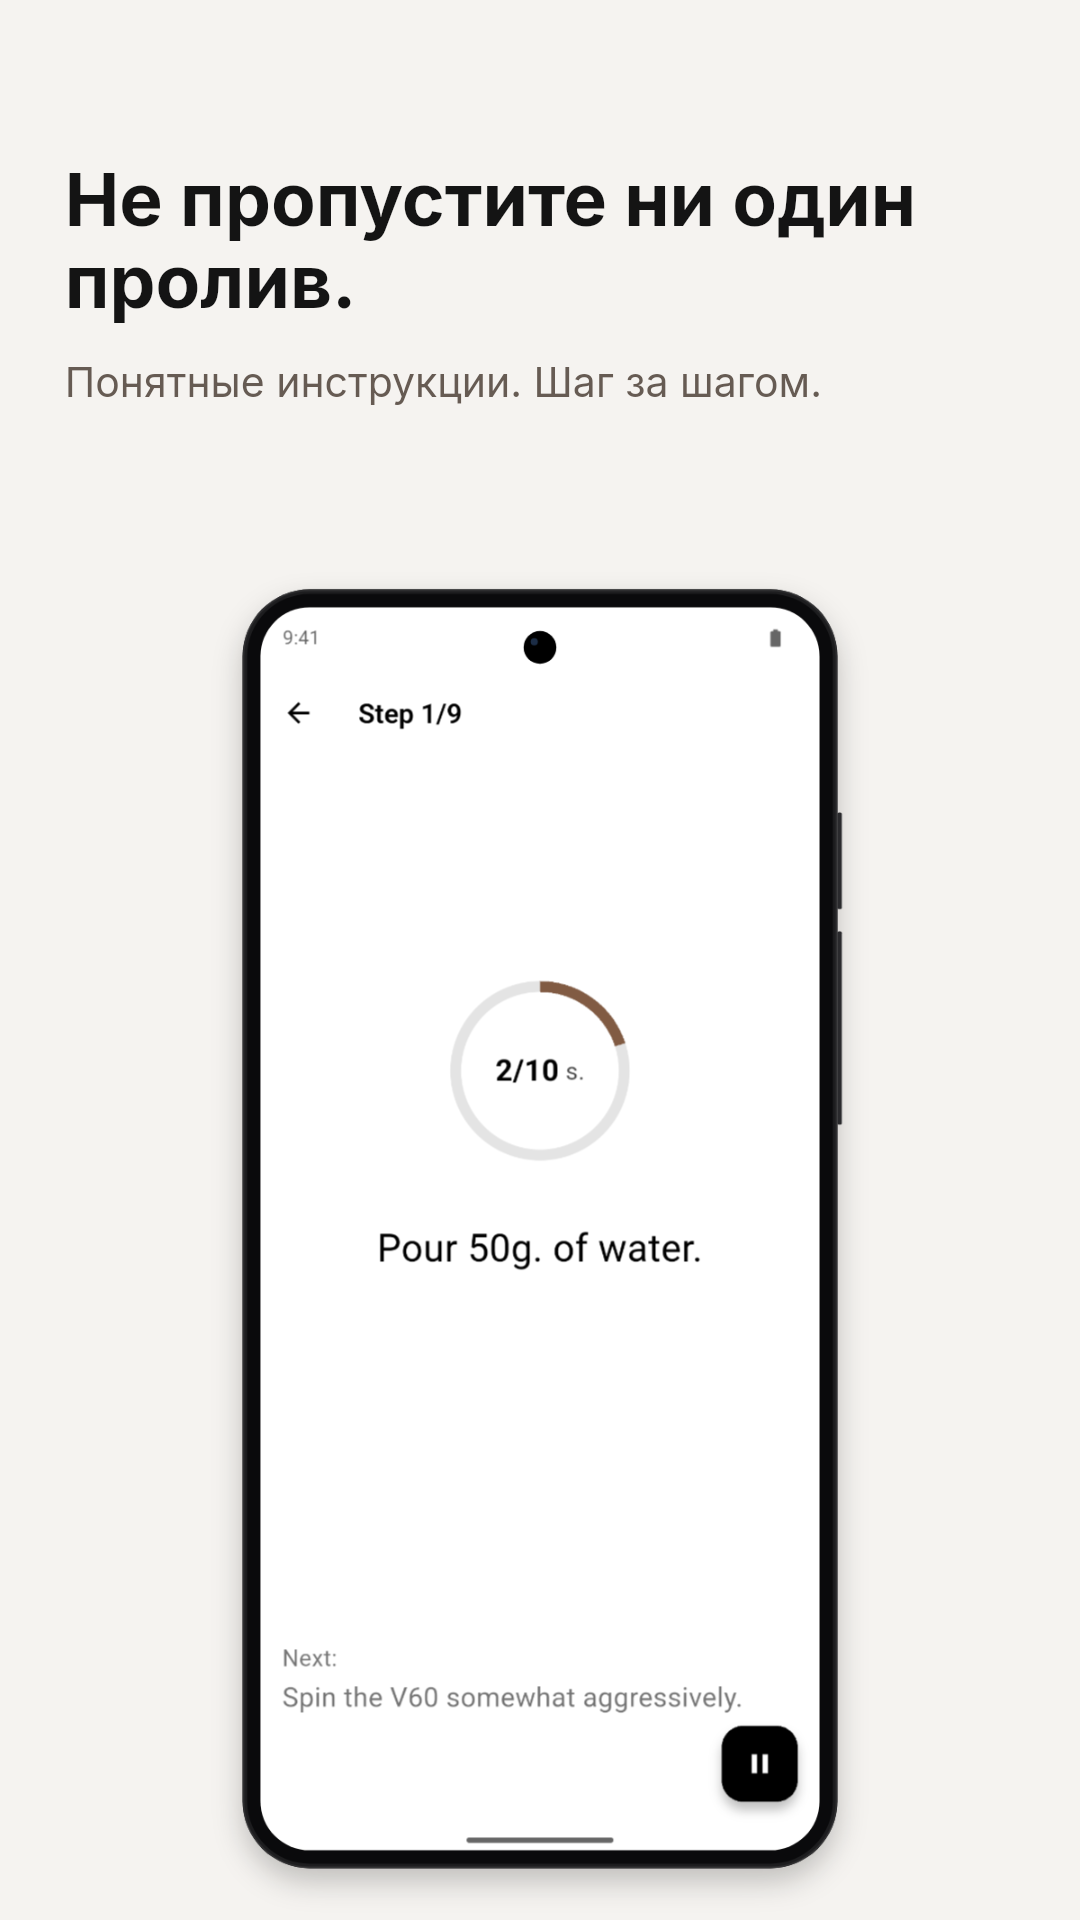 Не пропустите ни один
пролив.
Понятные инструкции. Шаг за шагом.
9:41
Step 1/9
2/10 s.
Pour 50g. of water.
Next:
Spin the V60 somewhat aggressively.